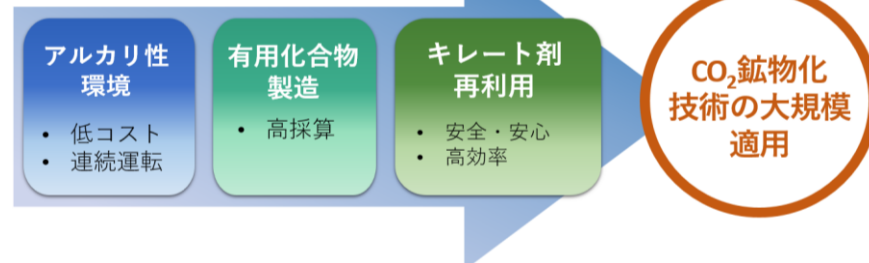 アルカリ性
環境
• 低コスト
• 連続運転
有用化合物
製造
• 高採算
キレート剤
再利用
• 安全・安心
• 高効率
CO₂鉱物化
技術の大規模
適用